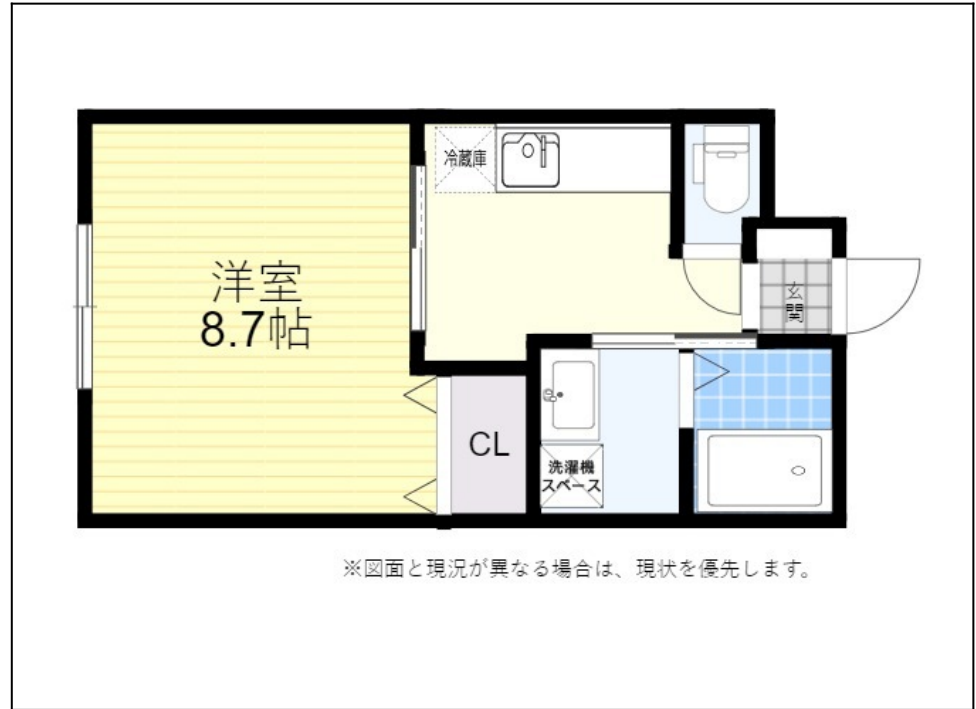 冷蔵庫
洋室
8.7帖
玄
関
CL
洗濯機
スペース
※図面と現況が異なる場合は、現状を優先します。